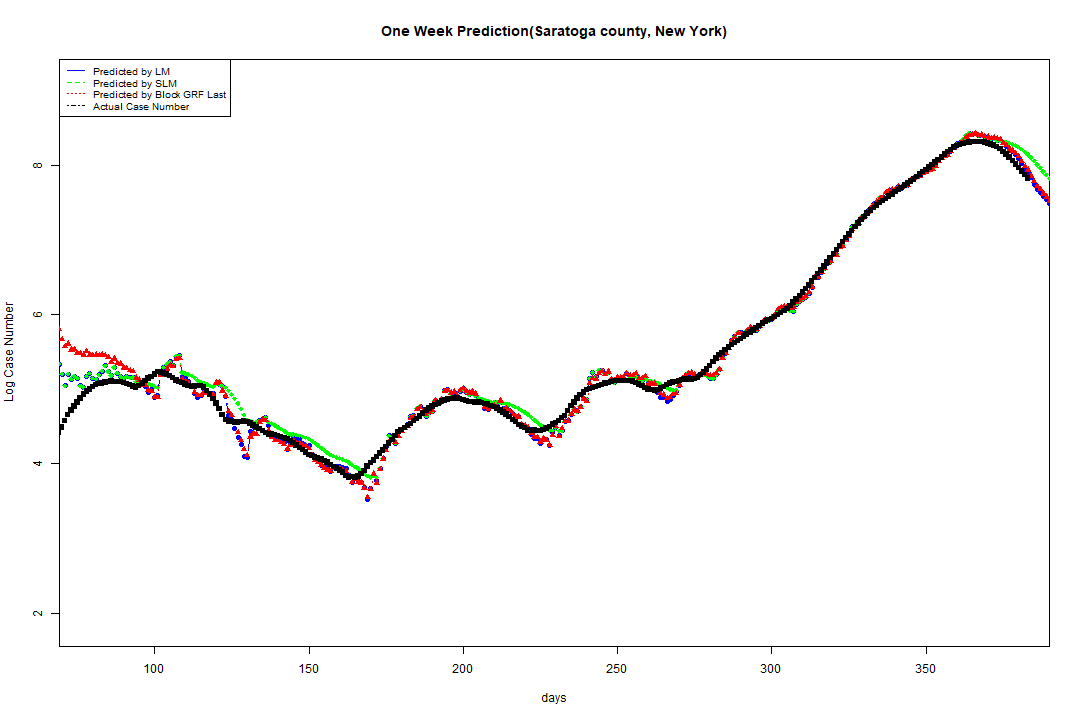 One Week Prediction(Saratoga county, New York)
Predicted by LM
Predicted by SLM
Predicted by Block GRF Last
Actual Case Number
Log Case Number
8
6
4
2
100 150 200 250 300 350
days